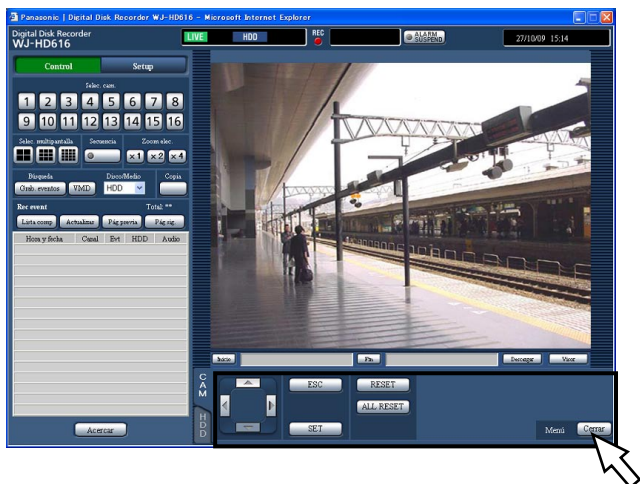 Panasonic | Digital Disk Recorder WJ-HD616 - Microsoft Internet Explorer
Digital Disk Recorder
WJ-HD616
LIVE HDD REC ALARM SUSPEND 27/10/09 15:14
Control Setup
Selec. cam.
1 2 3 4 5 6 7 8
9 10 11 12 13 14 15 16
Selec. multipantalla Secuencia Zoom elec.
x1 x2 x4
Búsqueda Disco/Medio Copia
Grab. eventos VMD HDD
Rec event Total: **
Lista comp Actualizar Pág previa Pág sig.
Hora y fecha Canal Evt HDD Audio
Inicio Fin Descargar Visor
CAM
HDD
ESC RESET
ALL RESET
SET
Menú Cerrar
Acercar